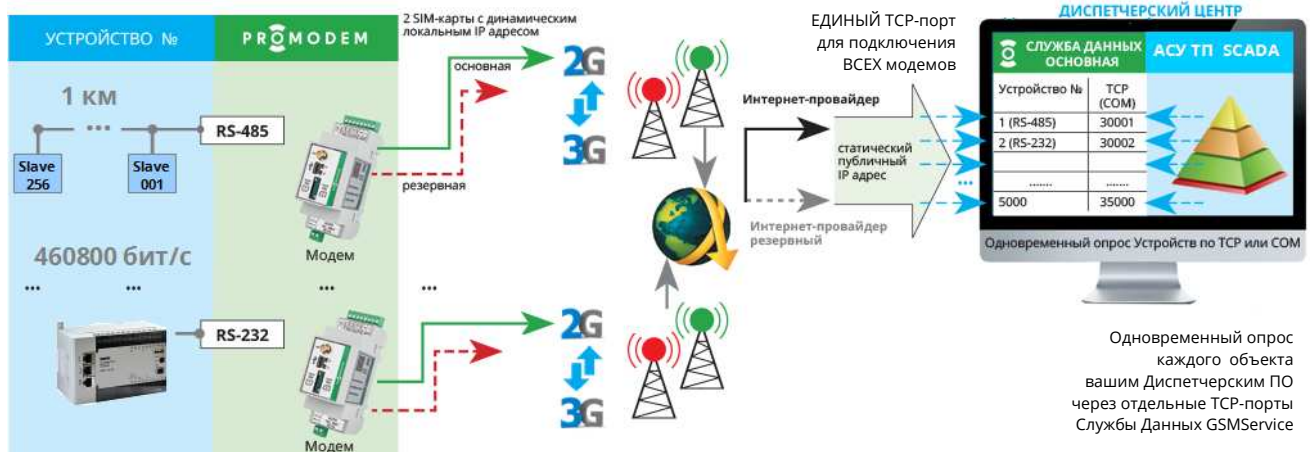 УСТРОЙСТВО №
PROMODEM
2 SIM-карты с динамическим
локальным IP адресом
основная
резервная
1 км
...
RS-485
Slave
256
Slave
001
Модем
460800 бит/с
... ... ... ...
RS-232
Модем
2G
3G
2G
3G
ЕДИНЫЙ TCP-порт
для подключения
ВСЕХ модемов
Интернет-провайдер
статический
публичный
IP адрес
Интернет-провайдер
резервный
...
ДИСПЕТЧЕРСКИЙ ЦЕНТР
СЛУЖБА ДАННЫХ
ОСНОВНАЯ
АСУ ТП SCADA
Устройство № TCP
(COM)
1 (RS-485) 30001
2 (RS-232) 30002
....... .......
5000 35000
Одновременный опрос Устройств по TCP или COM
Одновременный опрос
каждого объекта
вашим Диспетчерским ПО
через отдельные TCP-порты
Службы Данных GSMService